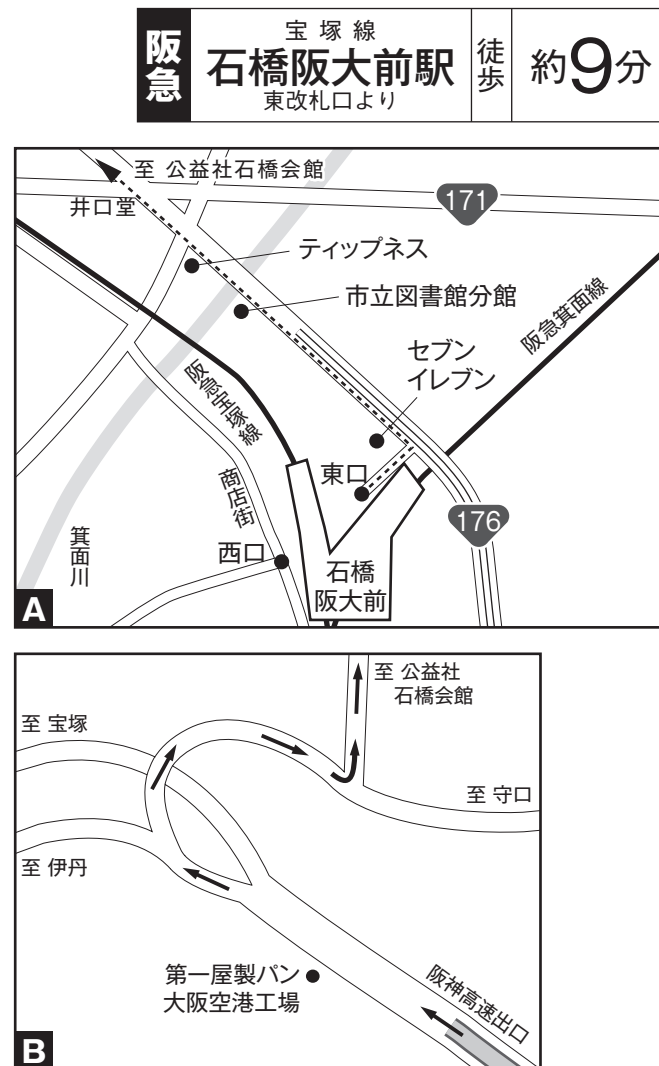 阪急
宝塚線
石橋阪大前駅
東改札口より
徒歩
約9分
至 公益社石橋会館
井口堂
171
ティップネス
市立図書館分館
阪急箕面線
セブン
イレブン
阪急宝塚線
東口
商店街
176
箕面川
西口
石橋
阪大前
A
至 公益社
石橋会館
至 宝塚
至 守口
至 伊丹
第一屋製パン
大阪空港工場
阪神高速出口
B